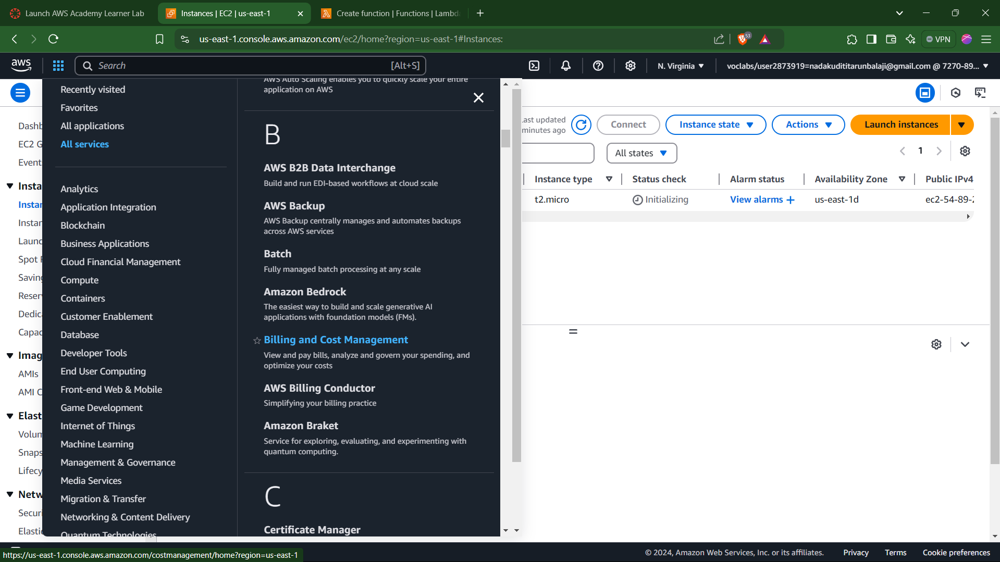 Launch AWS Academy Learner Lab
Instances | EC2 | us-east-1
Create function | Functions | Lambd
us-east-1.console.aws.amazon.com/ec2/home?region=us-east-1#Instances:
53
VPN
aws
Search
[Alt+S]
N. Virginia
voclabs/user2873919=nadakudititarunbalaji@gmail.com @ 7270-89...
Recently visited
Favorites
All applications
All services
Analytics
Application Integration
Blockchain
Business Applications
Cloud Financial Management
Compute
Containers
Customer Enablement
Database
Developer Tools
End User Computing
Front-end Web & Mobile
Game Development
Internet of Things
Machine Learning
Management & Governance
Media Services
Migration & Transfer
Networking & Content Delivery
Quantum Technologies
AWS Auto Scaling enables you to quickly scale your entire
application on AWS
B
AWS B2B Data Interchange
Build and run EDI-based workflows at cloud scale
AWS Backup
AWS Backup centrally manages and automates backups
across AWS services
Batch
Fully managed batch processing at any scale
Amazon Bedrock
The easiest way to build and scale generative AI
applications with foundation models (FMs).
Billing and Cost Management
View and pay bills, analyze and govern your spending, and
optimize your costs
AWS Billing Conductor
Simplifying your billing practice
Amazon Braket
Service for exploring, evaluating, and experimenting with
quantum computing.
C
Certificate Manager
Dashb
EC2 G
Event
Insta
Instan
Instan
Launc
Spot
Saving
Reser
Dedic
Capac
Imag
AMIs
AMI C
Elast
Volum
Snaps
Lifecy
Netw
Securi
Elastic
ast updated
minutes ago
Connect
Instance state
Actions
Launch instances
All states
1
Instance type
Status check
Alarm status
Availability Zone
Public IPv4
t2.micro
Initializing
View alarms +
us-east-1d
ec2-54-89-2
https://us-east-1.console.aws.amazon.com/costmanagement/home?region=us-east-1
© 2024, Amazon Web Services, Inc. or its affiliates.
Privacy
Terms
Cookie preferences